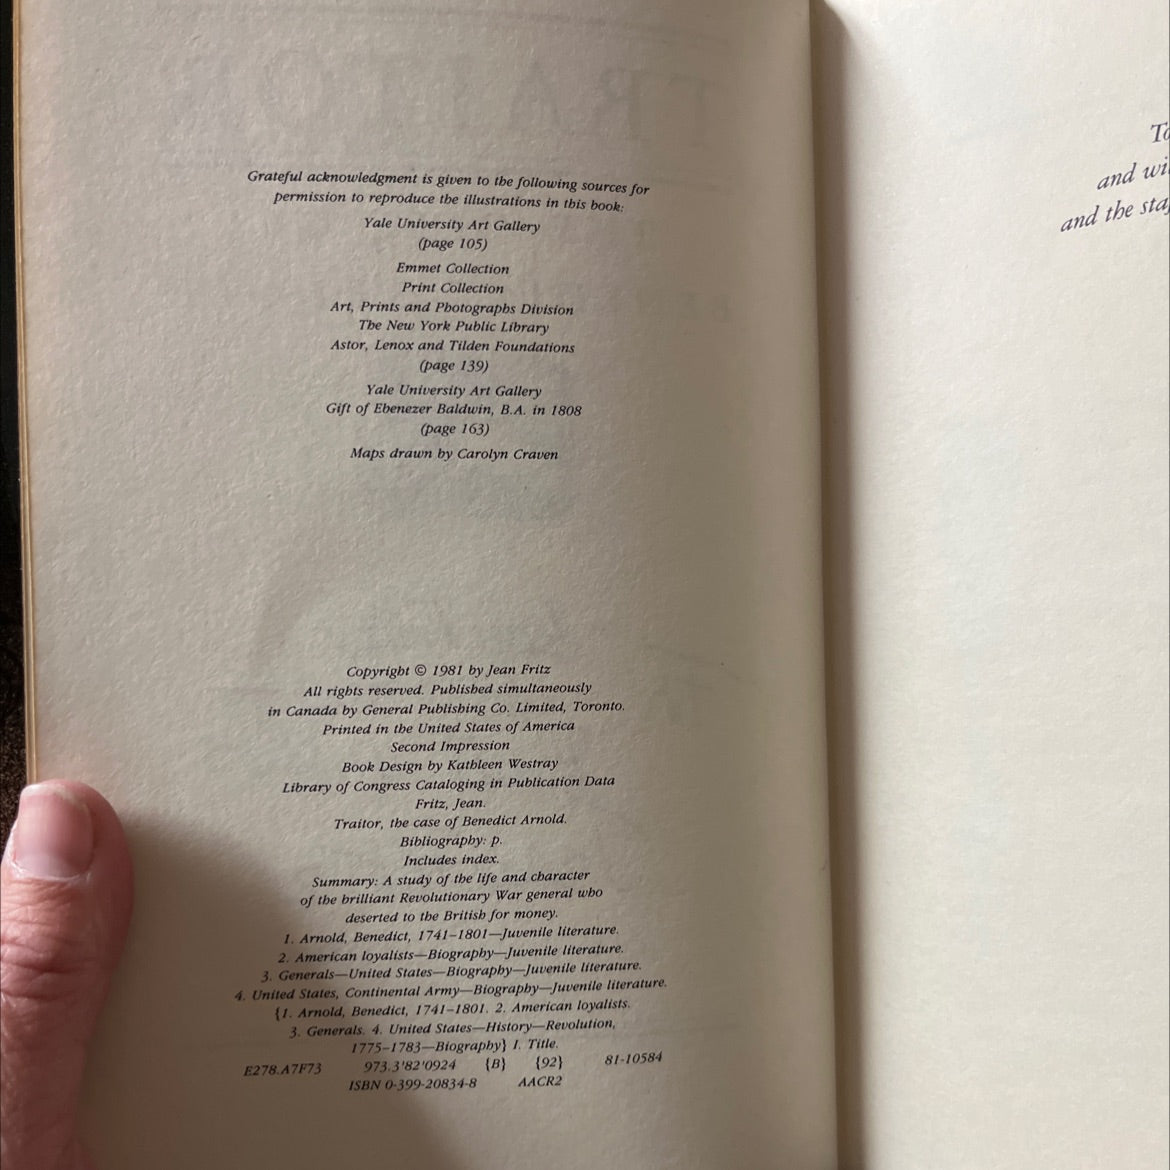 Grateful acknowledgment is given to the following sources for
permission to reproduce the illustrations in this book:
Yale University Art Gallery
(page 105)
Emmet Collection
Print Collection
Art, Prints and Photographs Division
The New York Public Library
Astor, Lenox and Tilden Foundations
(page 139)
Yale University Art Gallery
Gift of Ebenezer Baldwin, B.A. in 1808
(page 163)
Maps drawn by Carolyn Craven
Copyright © 1981 by Jean Fritz
All rights reserved. Published simultaneously
in Canada by General Publishing Co. Limited, Toronto.
Printed in the United States of America
Second Impression
Book Design by Kathleen Westray
Library of Congress Cataloging in Publication Data
Fritz, Jean.
Traitor, the case of Benedict Arnold.
Bibliography: p.
Includes index.
Summary: A study of the life and character
of the brilliant Revolutionary War general who
deserted to the British for money.
1. Arnold, Benedict, 1741–1801—Juvenile literature.
2. American loyalists—Biography—Juvenile literature.
3. Generals—United States—Biography—Juvenile literature.
4. United States, Continental Army—Biography—Juvenile literature.
{1. Arnold, Benedict, 1741–1801. 2. American loyalists.
3. Generals. 4. United States—History—Revolution,
1775–1783—Biography} I. Title.
E278.A7F73 973.3'82'0924 {B} {92} 81-10584
ISBN 0-399-20834-8 AACR2
and
and the